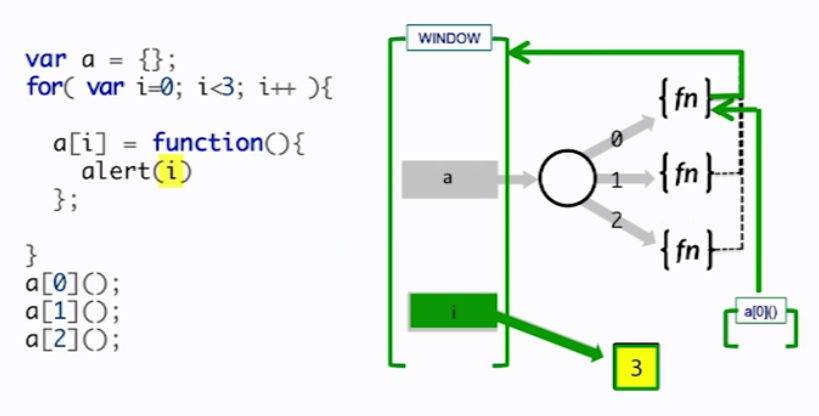 var a = {};
for( var i=0; i<3; i++ ){
a[i] = function(){
alert(i)
};
}
a[0]();
a[1]();
a[2]();
WINDOW
a
i
0
1
2
{fn}
{fn}
{fn}
3
a[0]()